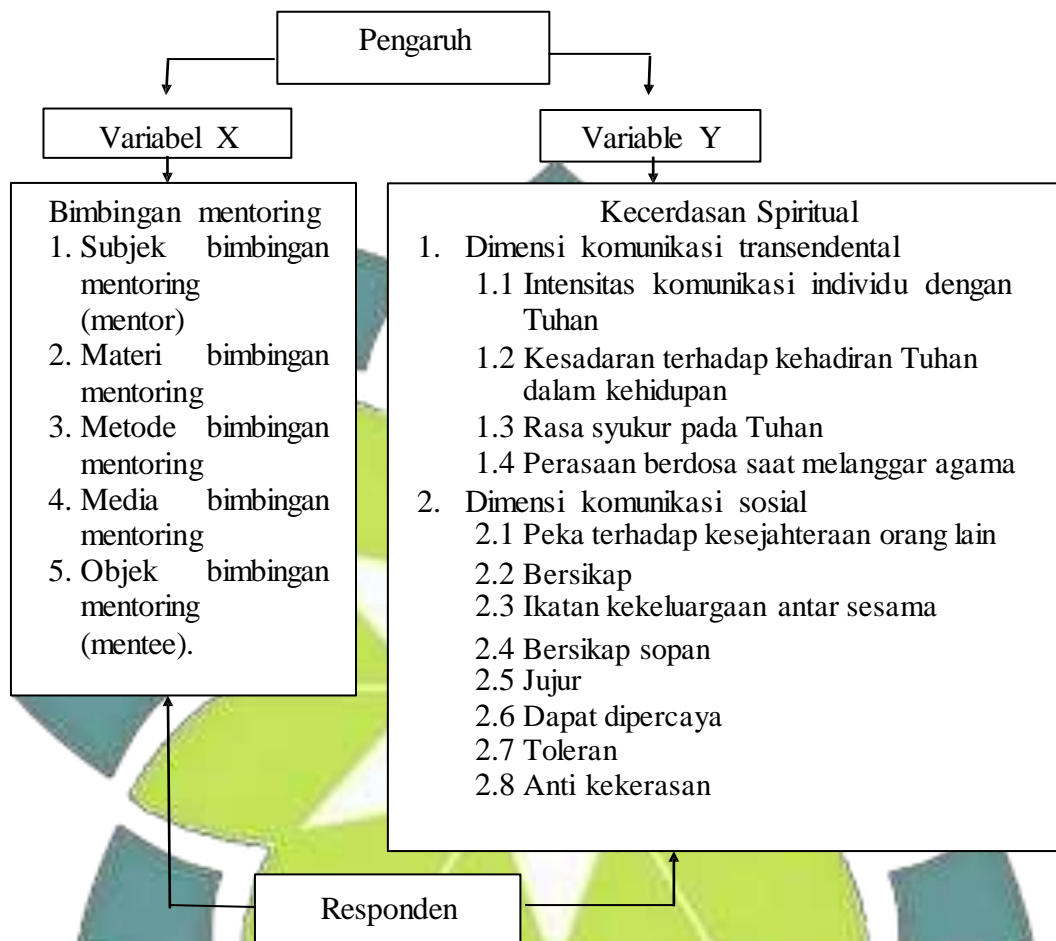 Pengaruh
Variabel X
Variable Y
Bimbingan mentoring
1. Subjek bimbingan
mentoring
(mentor)
2. Materi bimbingan
mentoring
3. Metode bimbingan
mentoring
4. Media bimbingan
mentoring
5. Objek bimbingan
mentoring
(mentee).
Kecerdasan Spiritual
1. Dimensi komunikasi transendental
1.1 Intensitas komunikasi individu dengan
Tuhan
1.2 Kesadaran terhadap kehadiran Tuhan
dalam kehidupan
1.3 Rasa syukur pada Tuhan
1.4 Perasaan berdosa saat melanggar agama
2. Dimensi komunikasi sosial
2.1 Peka terhadap kesejahteraan orang lain
2.2 Bersikap
2.3 Ikatan kekeluargaan antar sesama
2.4 Bersikap sopan
2.5 Jujur
2.6 Dapat dipercaya
2.7 Toleran
2.8 Anti kekerasan
Responden